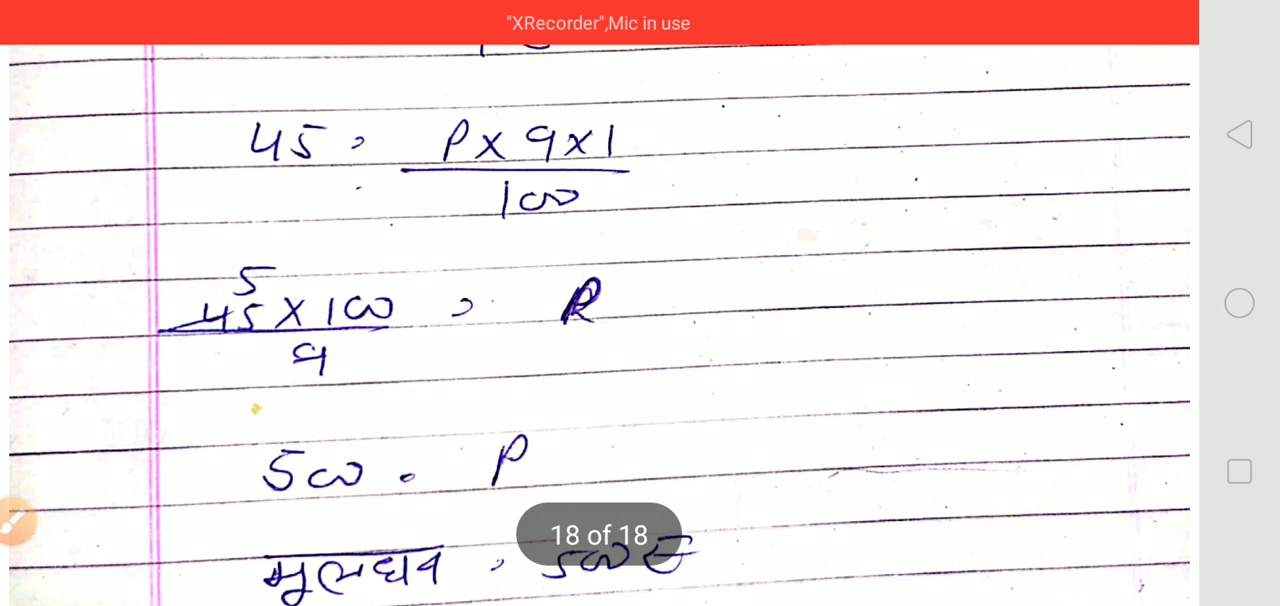 "XRecorder",Mic in use
45 = P x 9 x 1
100
5
45 x 100 = P
9
500 = P
18 of 18
मूलधन = 500 रु